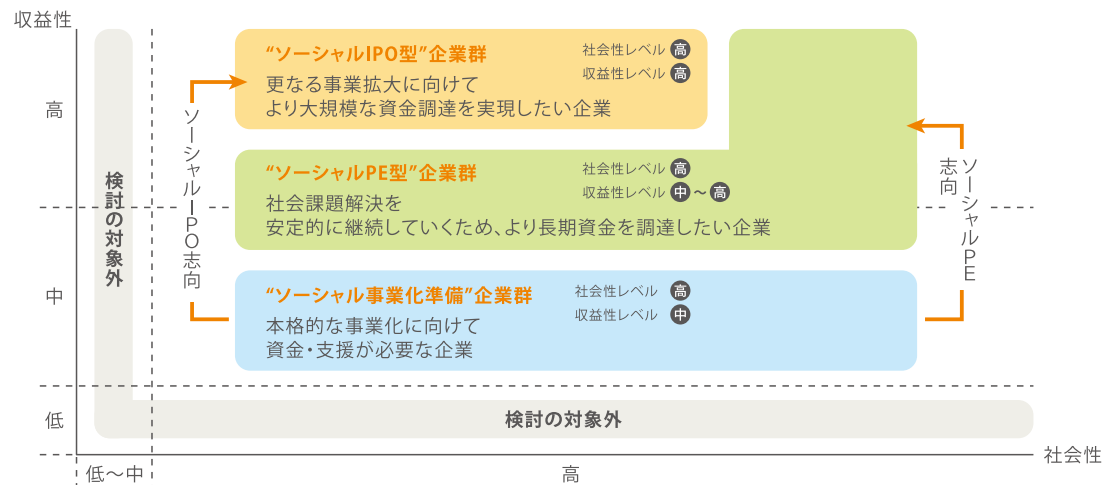 収益性
高
中
低
検討の対象外
ソーシャルIPO志向
“ソーシャルIPO型”企業群
社会性レベル 高
収益性レベル 高
更なる事業拡大に向けて
より大規模な資金調達を実現したい企業
“ソーシャルPE型”企業群
社会性レベル 高
収益性レベル 中～高
社会課題解決を
安定的に継続していくため、より長期資金を調達したい企業
“ソーシャル事業化準備”企業群
社会性レベル 高
収益性レベル 中
本格的な事業化に向けて
資金・支援が必要な企業
ソーシャルPE
志向
検討の対象外
社会性
低～中
高